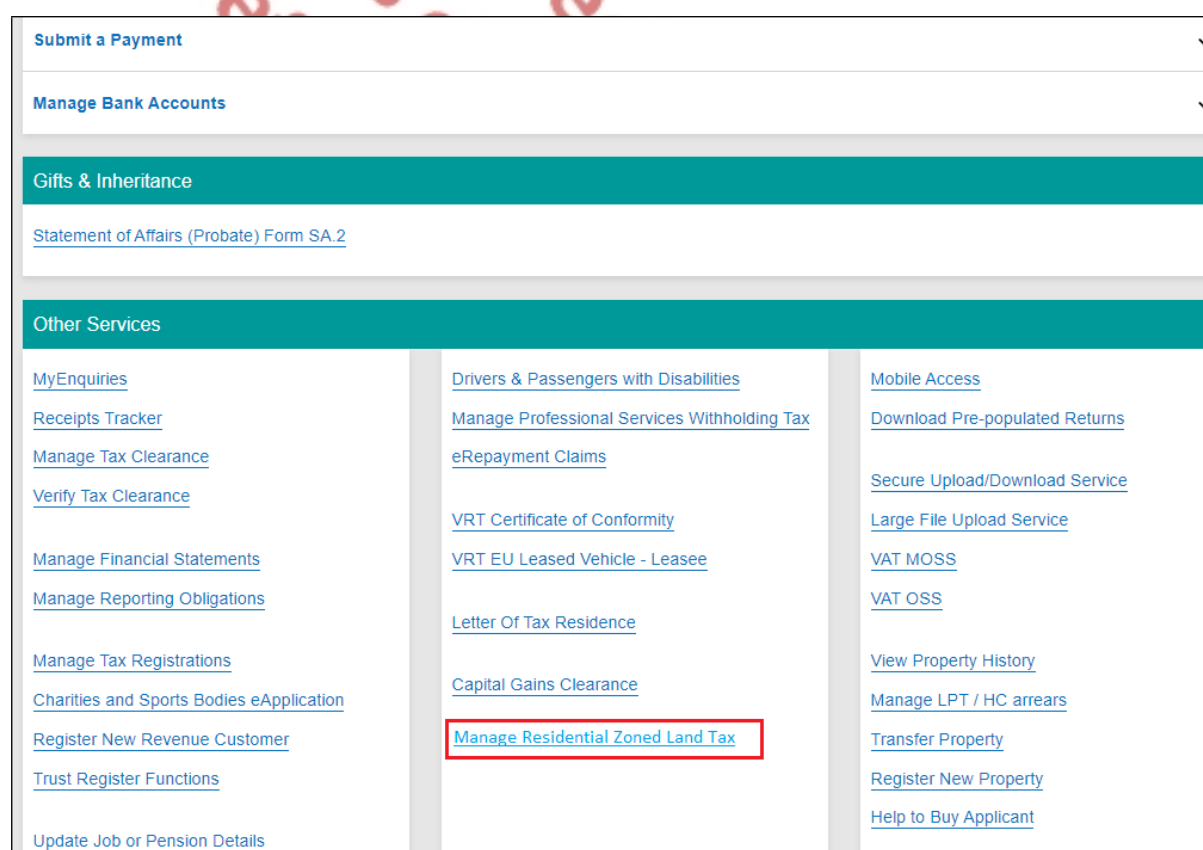 Submit a Payment
Manage Bank Accounts
Gifts & Inheritance
Statement of Affairs (Probate) Form SA.2
Other Services
MyEnquiries
Receipts Tracker
Manage Tax Clearance
Verify Tax Clearance
Manage Financial Statements
Manage Reporting Obligations
Manage Tax Registrations
Charities and Sports Bodies eApplication
Register New Revenue Customer
Trust Register Functions
Update Job or Pension Details
Drivers & Passengers with Disabilities
Manage Professional Services Withholding Tax
eRepayment Claims
VRT Certificate of Conformity
VRT EU Leased Vehicle - Leasee
Letter Of Tax Residence
Capital Gains Clearance
Manage Residential Zoned Land Tax
Mobile Access
Download Pre-populated Returns
Secure Upload/Download Service
Large File Upload Service
VAT MOSS
VAT OSS
View Property History
Manage LPT / HC arrears
Transfer Property
Register New Property
Help to Buy Applicant